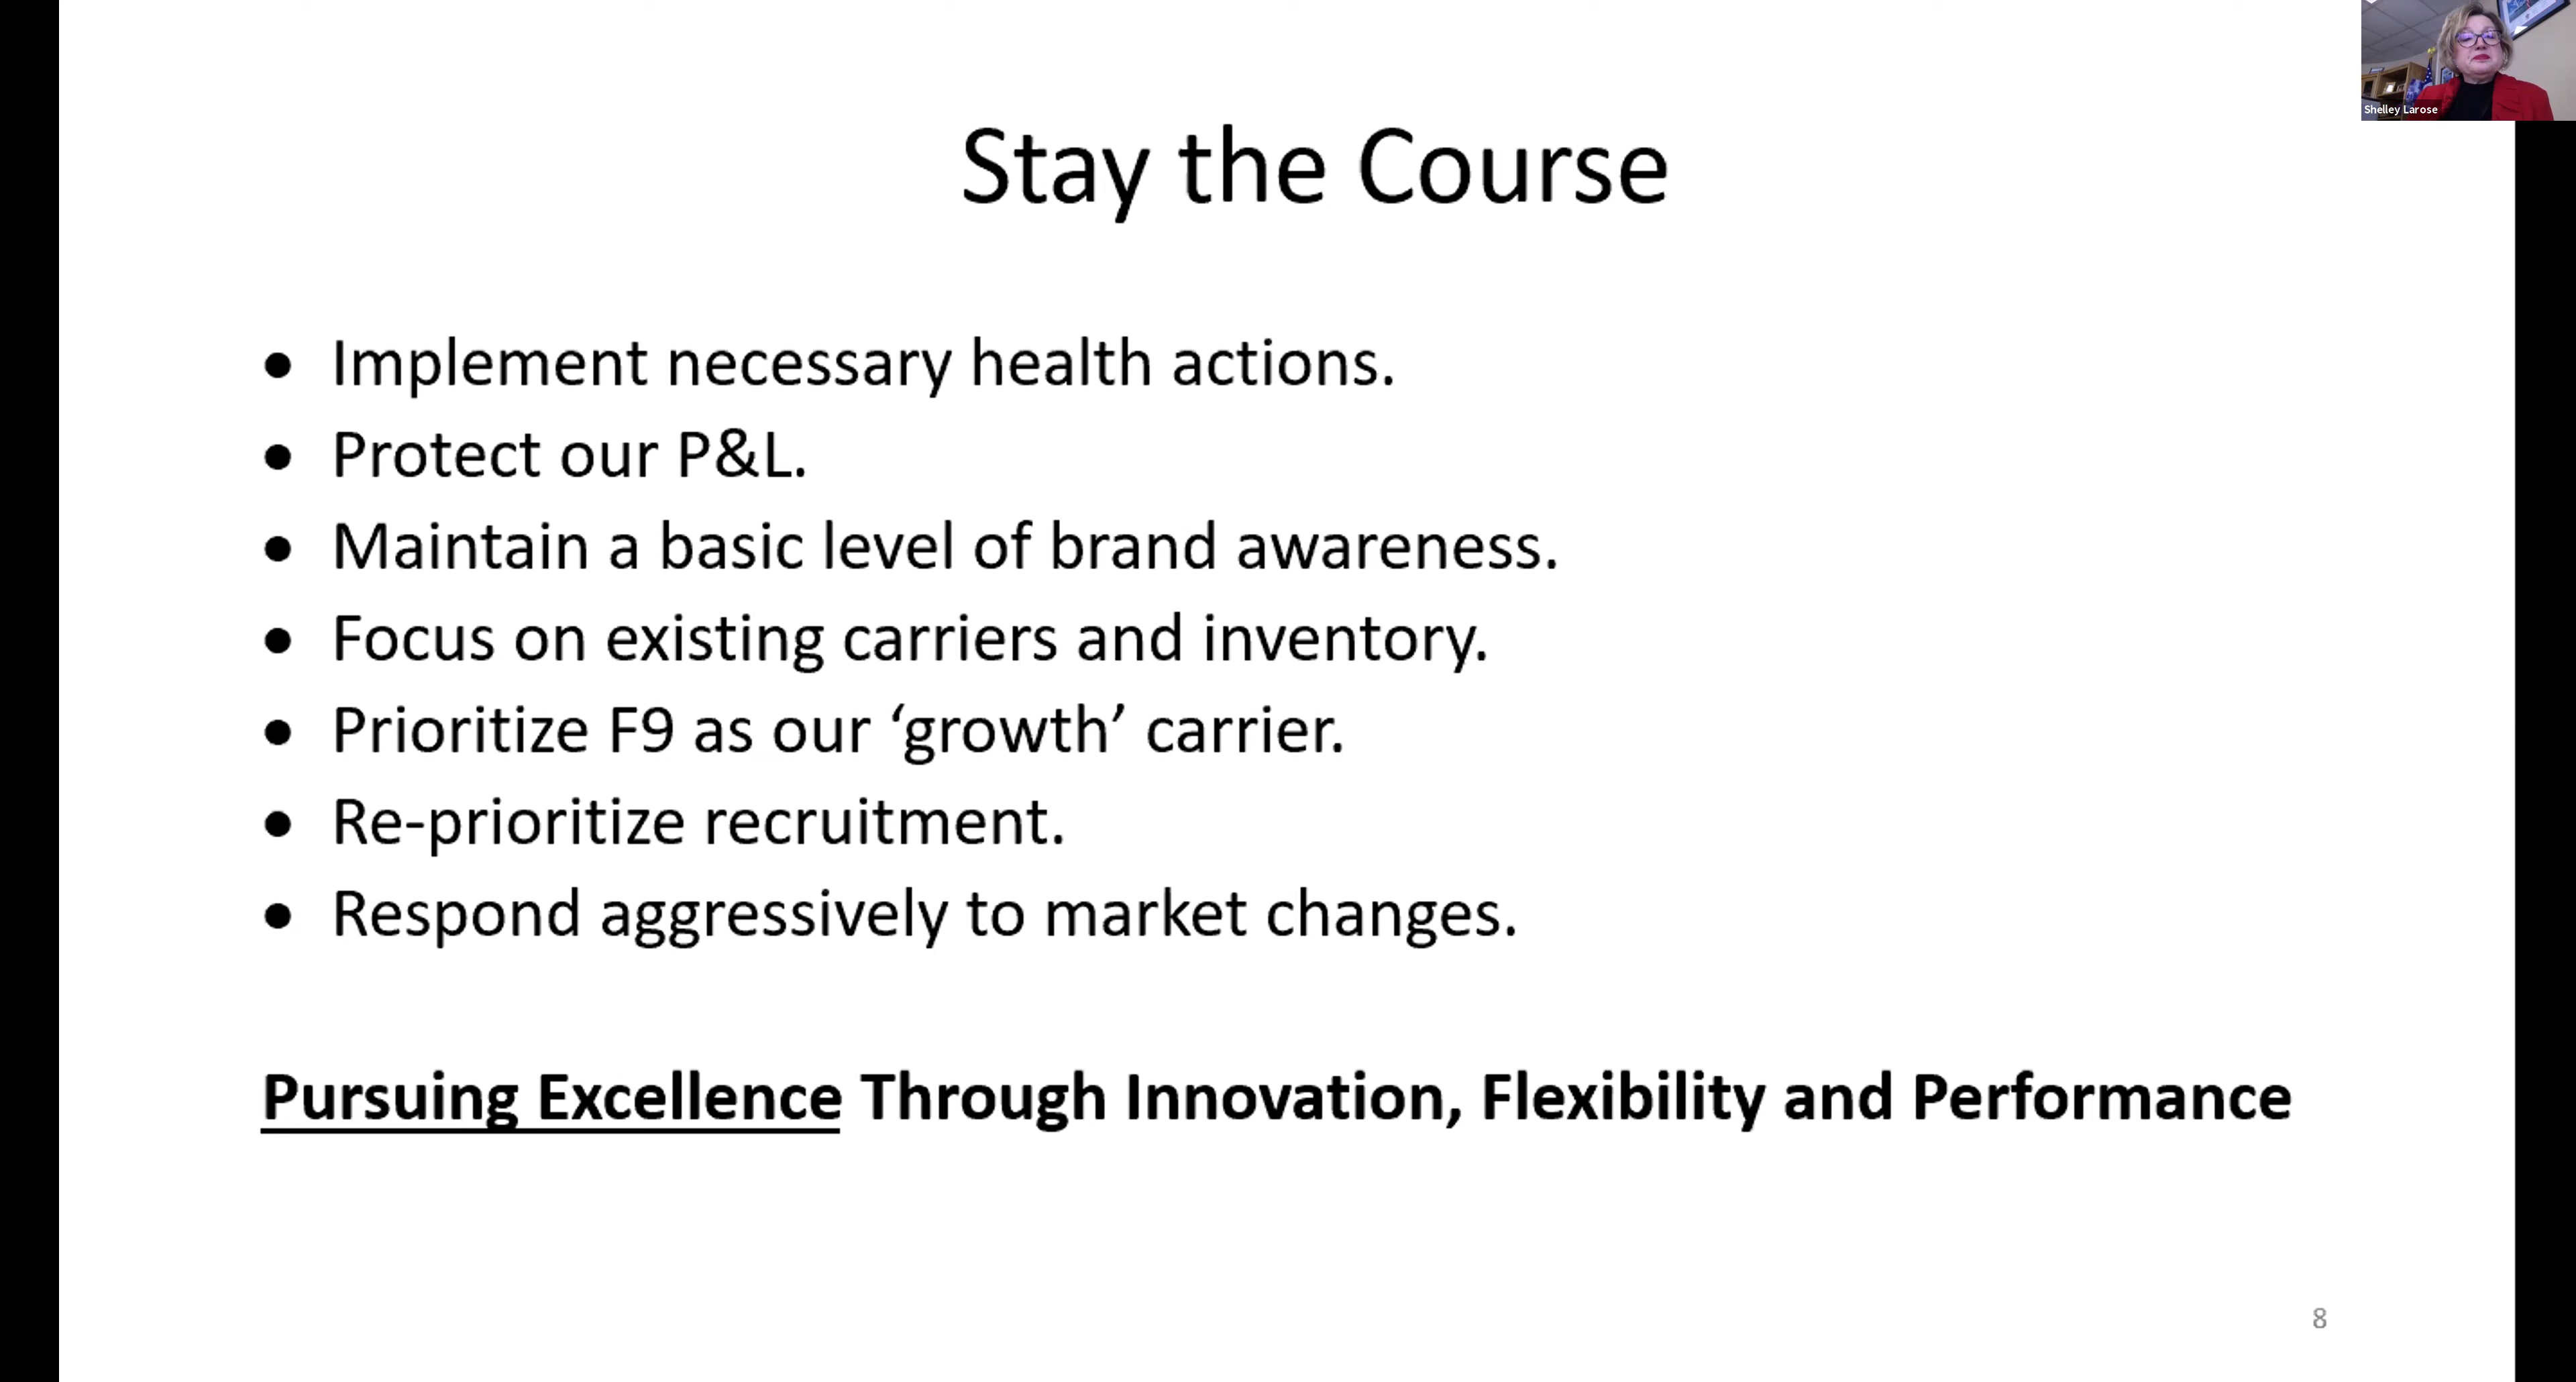 Shelley Larose
Stay the Course
• Implement necessary health actions.
• Protect our P&L.
• Maintain a basic level of brand awareness.
• Focus on existing carriers and inventory.
• Prioritize F9 as our ‘growth’ carrier.
• Re-prioritize recruitment.
• Respond aggressively to market changes.
Pursuing Excellence Through Innovation, Flexibility and Performance
8